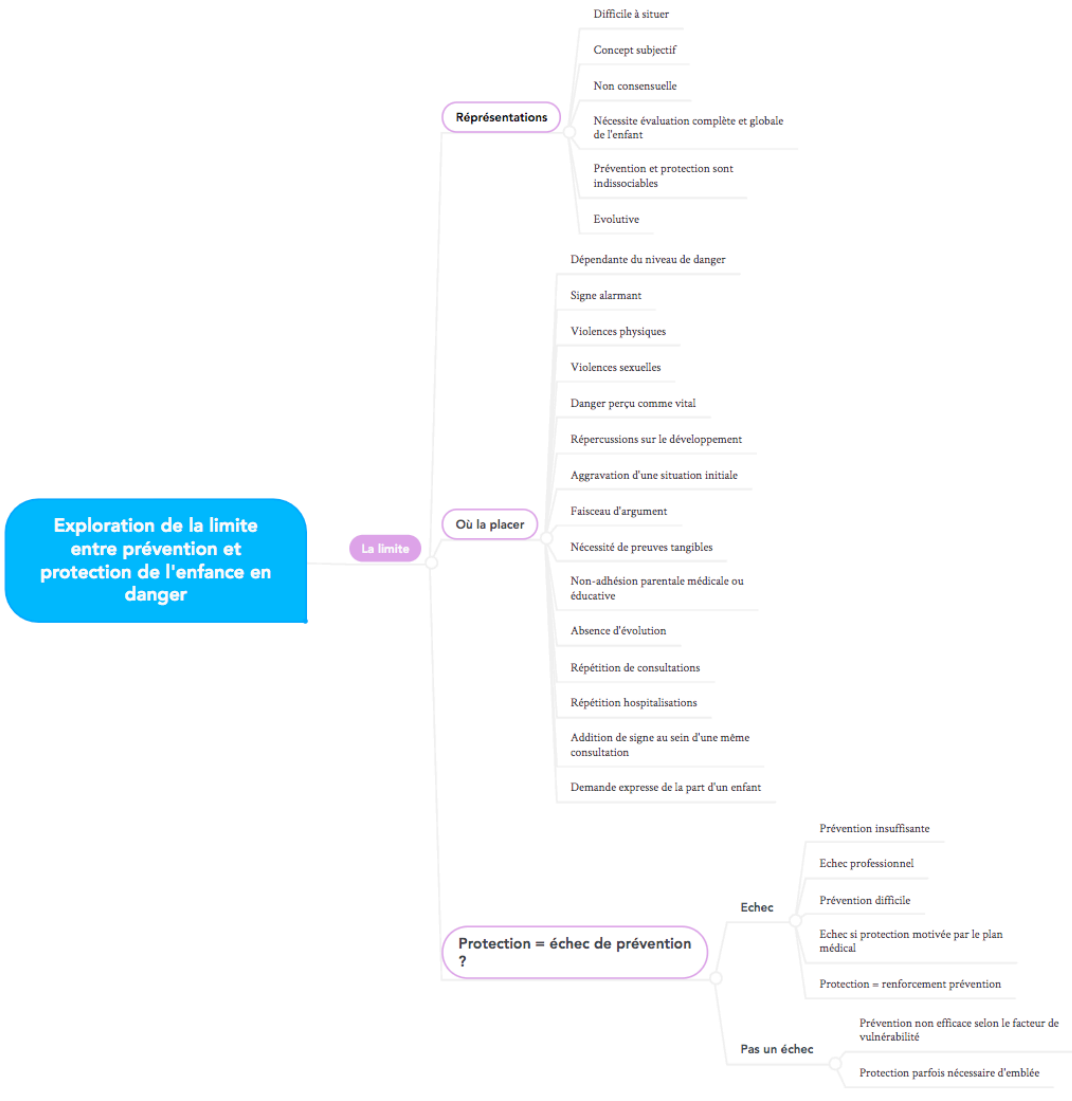 Exploration de la limite
entre prévention et
protection de l'enfance en
danger
La limite
Réprésentations
Difficile à situer
Concept subjectif
Non consensuelle
Nécessite évaluation complète et globale
de l'enfant
Prévention et protection sont
indissociables
Evolutive
Où la placer
Dépendante du niveau de danger
Signe alarmant
Violences physiques
Violences sexuelles
Danger perçu comme vital
Répercussions sur le développement
Aggravation d'une situation initiale
Faisceau d'argument
Nécessité de preuves tangibles
Non-adhésion parentale médicale ou
éducative
Absence d'évolution
Répétition de consultations
Répétition hospitalisations
Addition de signe au sein d'une même
consultation
Demande expresse de la part d'un enfant
Protection = échec de prévention
?
Echec
Prévention insuffisante
Echec professionnel
Prévention difficile
Echec si protection motivée par le plan
médical
Protection = renforcement prévention
Pas un échec
Prévention non efficace selon le facteur de
vulnérabilité
Protection parfois nécessaire d'emblée